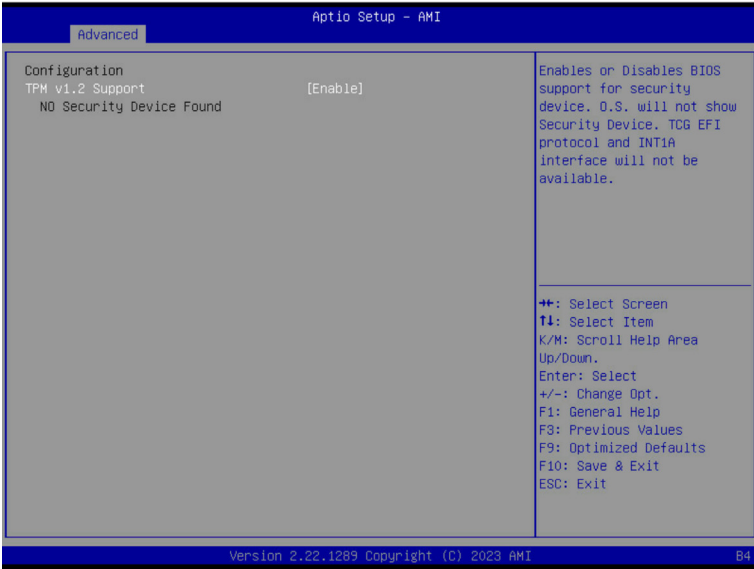 Aptio Setup – AMI
Advanced
Configuration
TPM v1.2 Support [Enable]
NO Security Device Found
Enables or Disables BIOS
support for security
device. O.S. will not show
Security Device. TCG EFI
protocol and INT1A
interface will not be
available.
→←: Select Screen
↑↓: Select Item
K/M: Scroll Help Area
Up/Down.
Enter: Select
+/-: Change Opt.
F1: General Help
F3: Previous Values
F9: Optimized Defaults
F10: Save & Exit
ESC: Exit
Version 2.22.1289 Copyright (C) 2023 AMI
B4